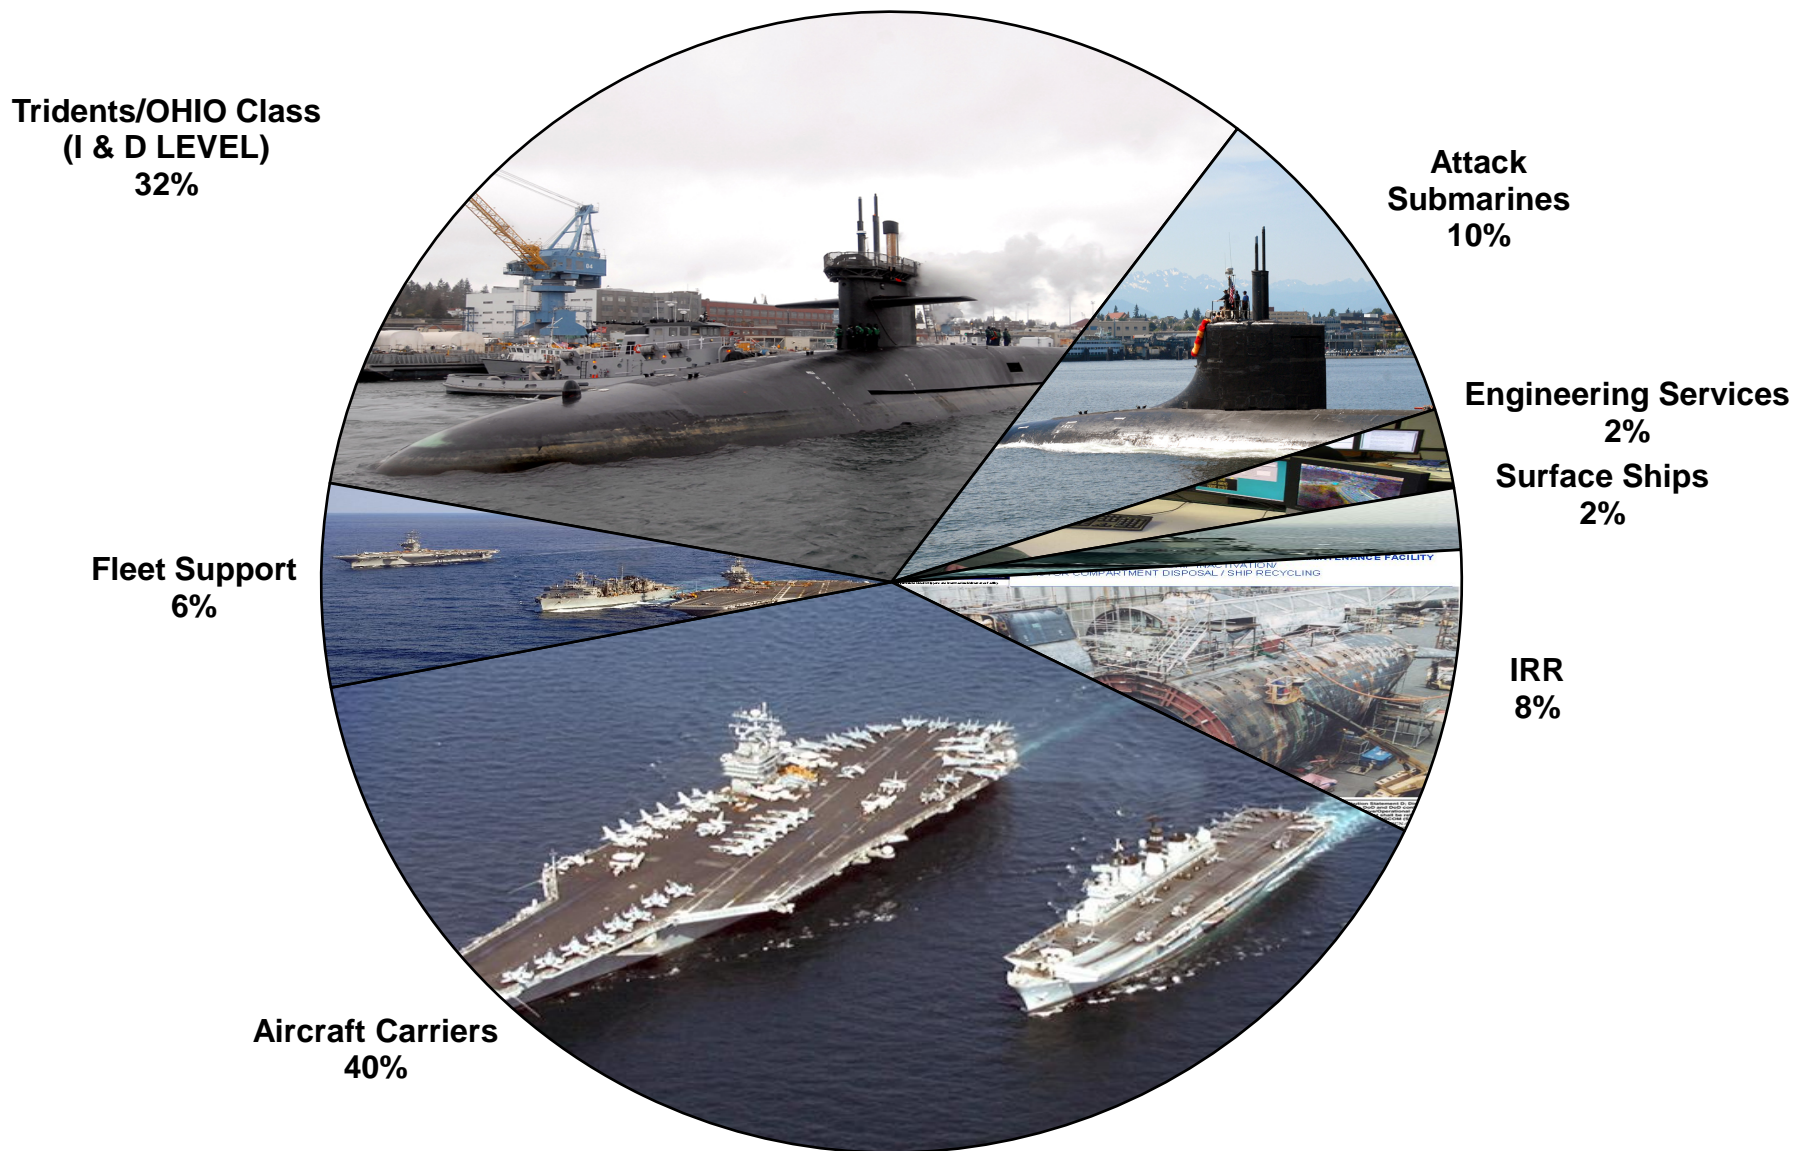 Tridents/OHIO Class
(I & D LEVEL)
32%
Attack
Submarines
10%
Engineering Services
2%
Surface Ships
2%
Fleet Support
6%
FACILITY
COMPARTMENT DISPOSAL / SHIP RECYCLING
IRR
8%
Aircraft Carriers
40%